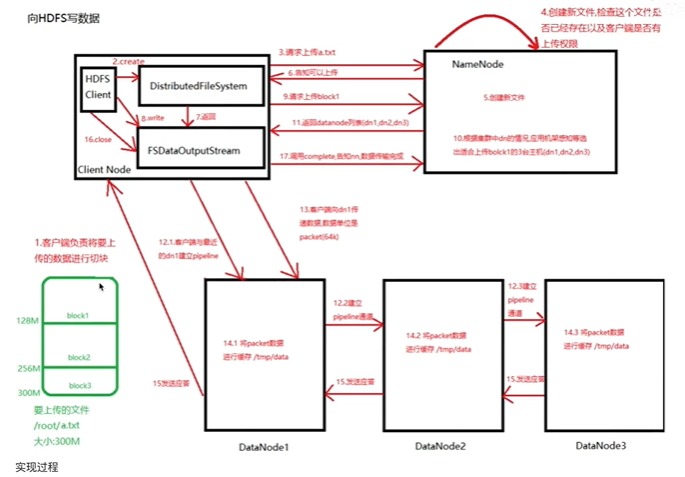 向HDFS写数据
4.创建新文件,检查这个文件是
否已经存在以及客户端是否有
上传权限
3.请求上传a.txt
2.create
HDFS
Client
DistributedFileSystem
6.告知可以上传
NameNode
5.创建新文件
9.请求上传block1
8.write
7.返回
11.返回datanode列表(dn1,dn2,dn3)
10.根据集群中dn的情况,应用机架感知等选
出适合上传bolck1的3台主机(dn1,dn2,dn3)
16.close
FSDataOutputStream
17.调用complete,告知nn,数据传输完成
Client Node
13.客户端向dn1传
递数据,数据单位是
packet(64k)
1.客户端负责将要上
传的数据进行切块
12.1.客户端与最近
的dn1建立pipeline
12.2建立
pipeline通道
12.3建立
pipeline
通道
block1
128M
block2
256M
block3
300M
14.1 将packet数据
进行缓存 /tmp/data
14.2 将packet数据
进行缓存 /tmp/data
14.3 将packet数据
进行缓存 /tmp/data
15发送应答
15.发送应答
15.发送应答
要上传的文件
/root/a.txt
大小:300M
DataNode1
DataNode2
DataNode3
实现过程